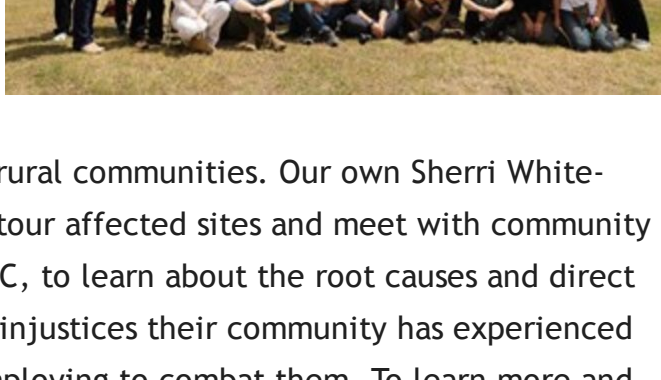 rural communities. Our own Sherri White-
tour affected sites and meet with community
C, to learn about the root causes and direct
injustices their community has experienced
to combat them. To learn more and